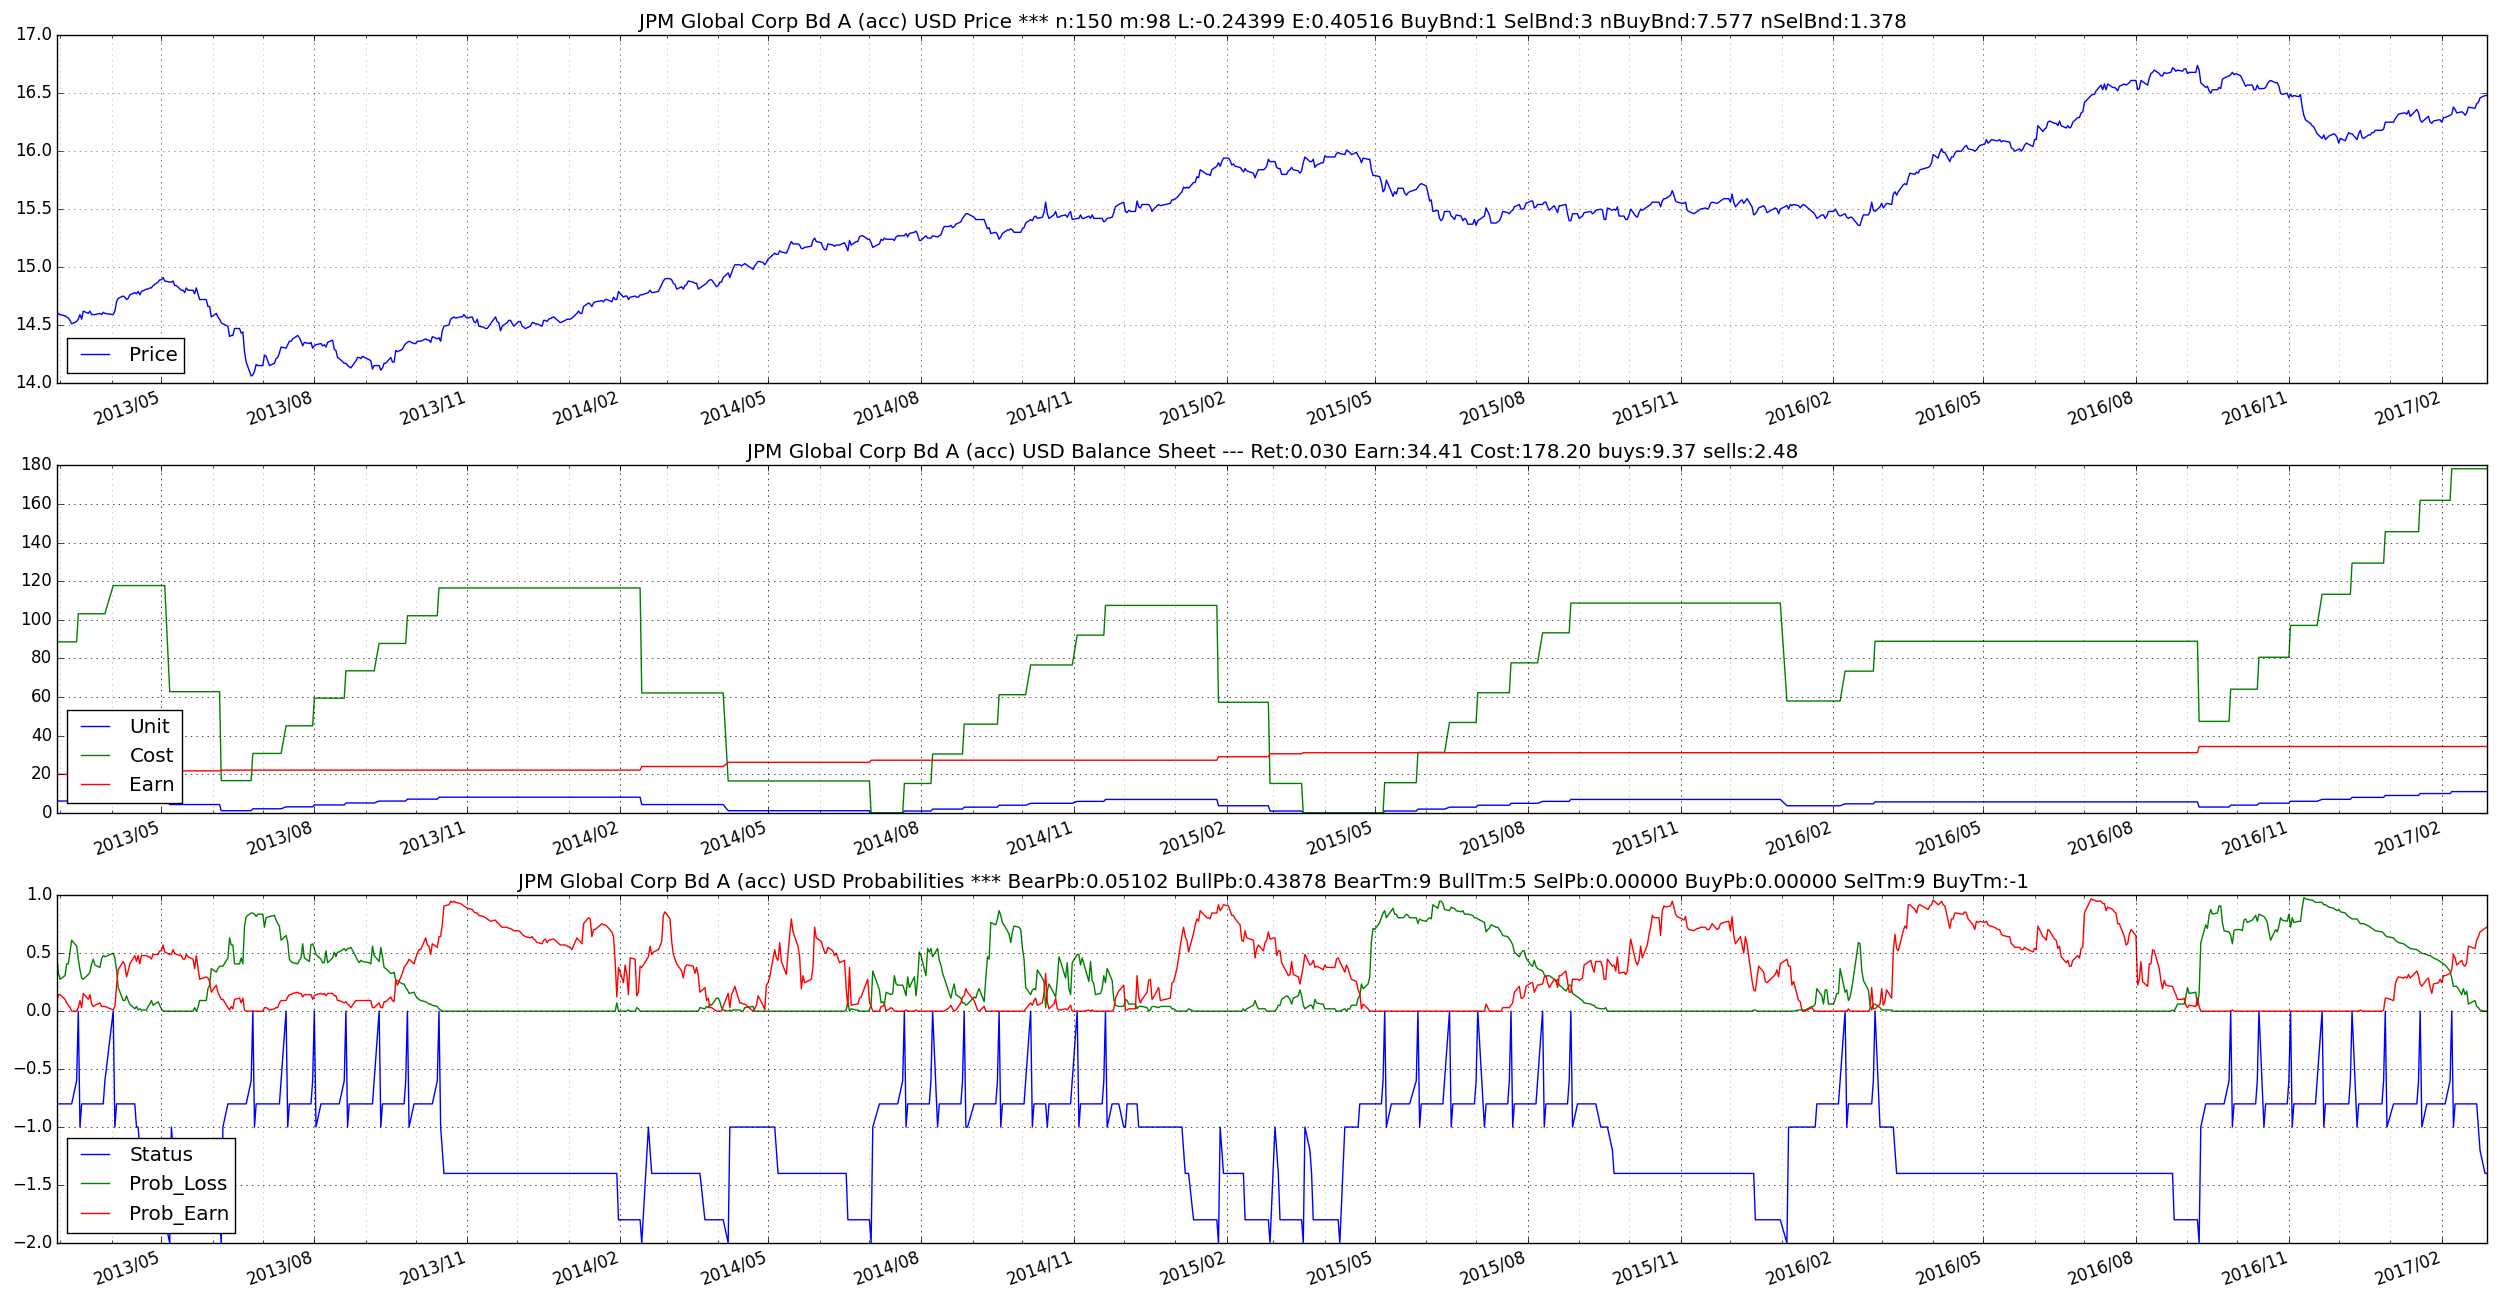 JPM Global Corp Bd A (acc) USD Price *** n:150 m:98 L:-0.24399 E:0.40516 BuyBnd:1 SelBnd:3 nBuyBnd:7.577 nSelBnd:1.378
17.0
16.5
16.0
15.5
15.0
14.5
14.0
Price
2013/05 2013/08 2013/11 2014/02 2014/05 2014/08 2014/11 2015/02 2015/05 2015/08 2015/11 2016/02 2016/05 2016/08 2016/11 2017/02
JPM Global Corp Bd A (acc) USD Balance Sheet --- Ret:0.030 Earn:34.41 Cost:178.20 buys:9.37 sells:2.48
180
160
140
120
100
80
60
40
20
0
Unit
Cost
Earn
2013/05 2013/08 2013/11 2014/02 2014/05 2014/08 2014/11 2015/02 2015/05 2015/08 2015/11 2016/02 2016/05 2016/08 2016/11 2017/02
JPM Global Corp Bd A (acc) USD Probabilities *** BearPb:0.05102 BullPb:0.43878 BearTm:9 BullTm:5 SelPb:0.00000 BuyPb:0.00000 SelTm:9 BuyTm:-1
1.0
0.5
0.0
−0.5
−1.0
−1.5
−2.0
Status
Prob_Loss
Prob_Earn
2013/05 2013/08 2013/11 2014/02 2014/05 2014/08 2014/11 2015/02 2015/05 2015/08 2015/11 2016/02 2016/05 2016/08 2016/11 2017/02